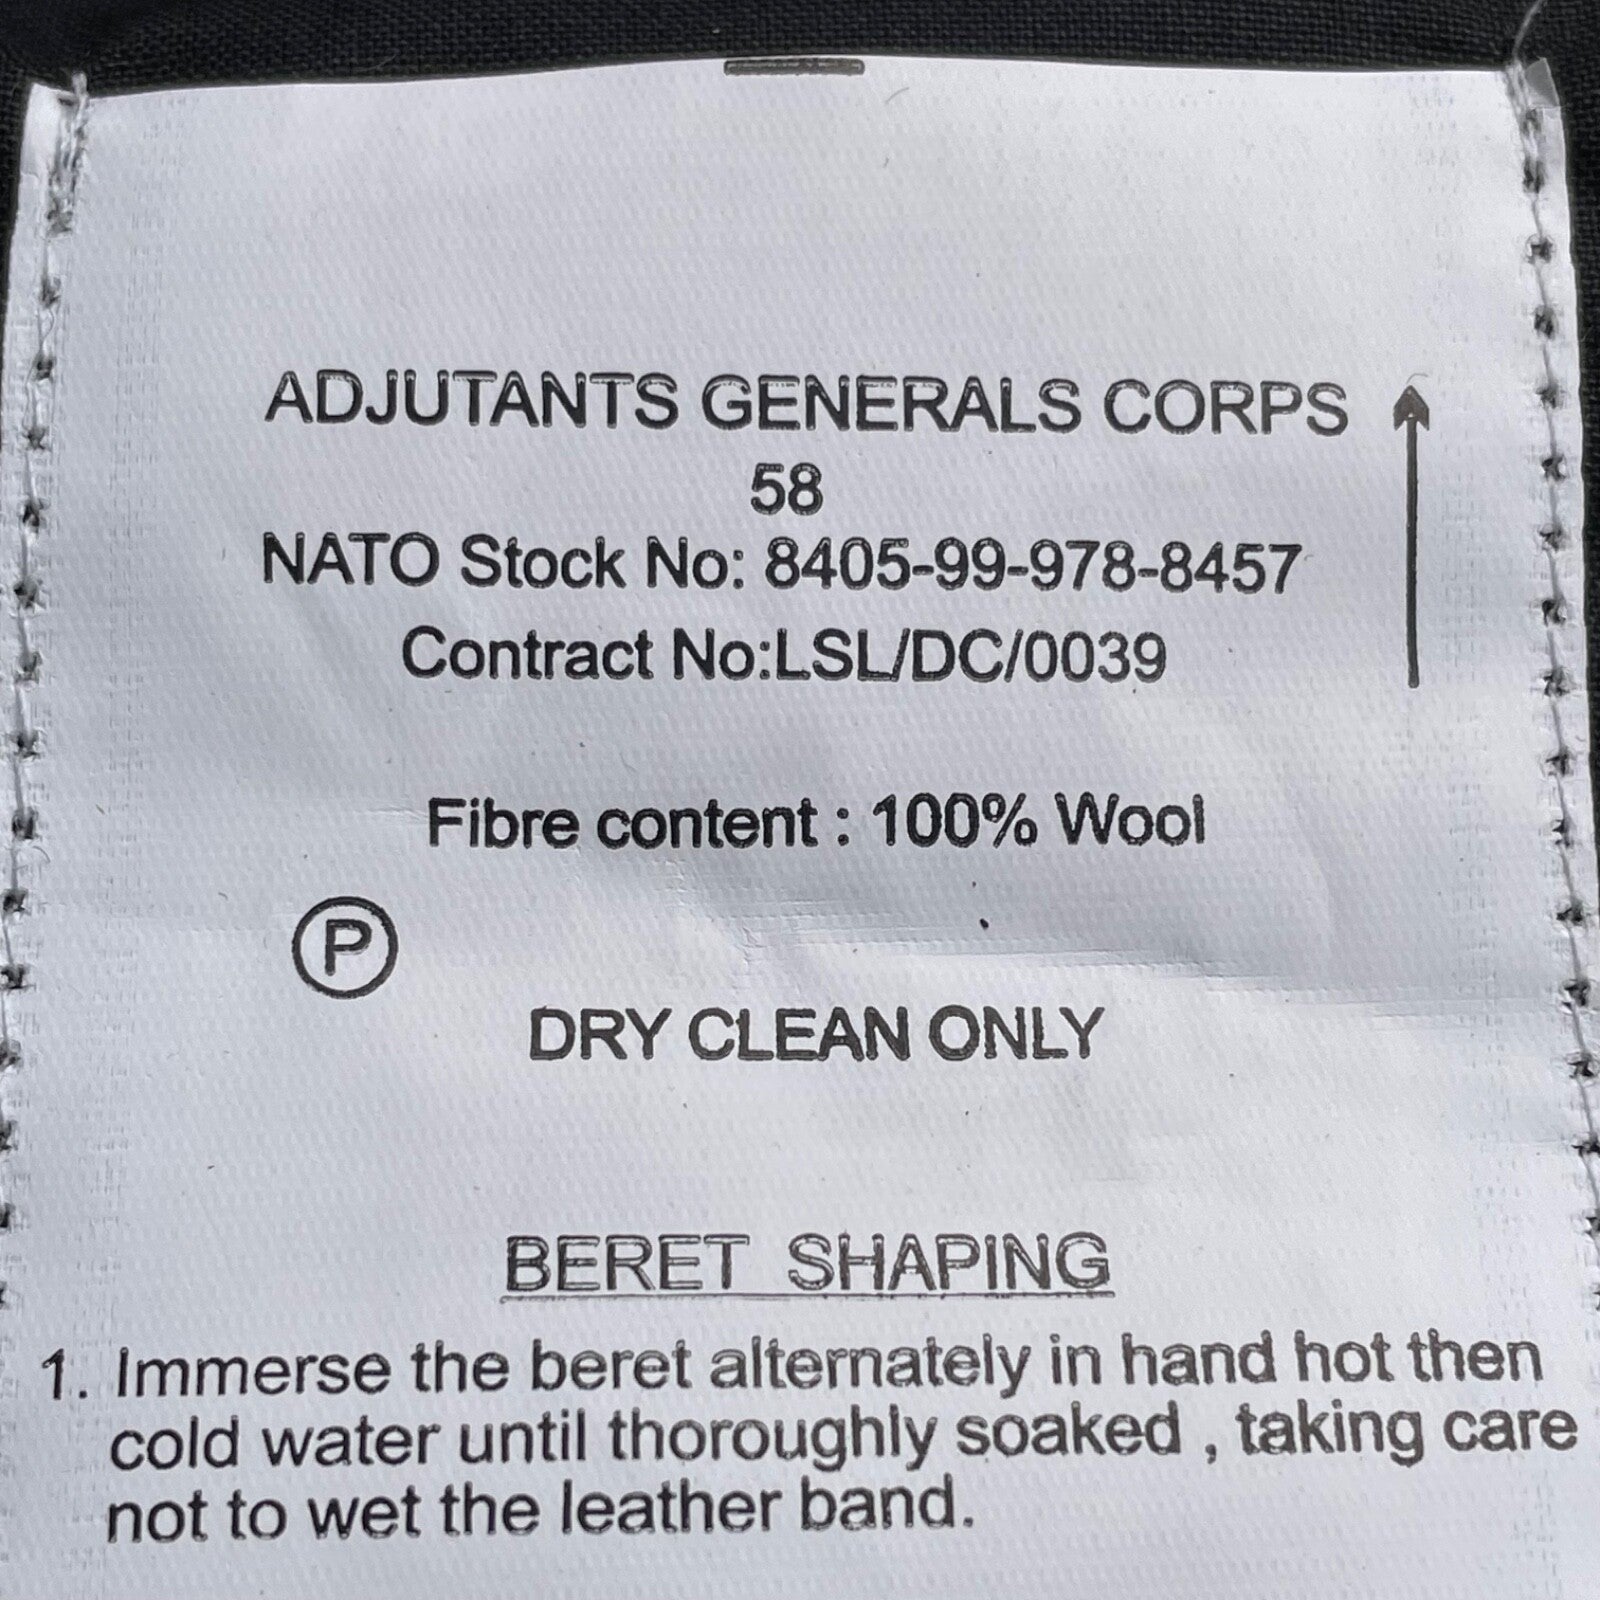 ADJUTANTS GENERALS CORPS
58
NATO Stock No: 8405-99-978-8457
Contract No:LSL/DC/0039
Fibre content : 100% Wool
P
DRY CLEAN ONLY
BERET SHAPING
1. Immerse the beret alternately in hand hot then
cold water until thoroughly soaked , taking care
not to wet the leather band.